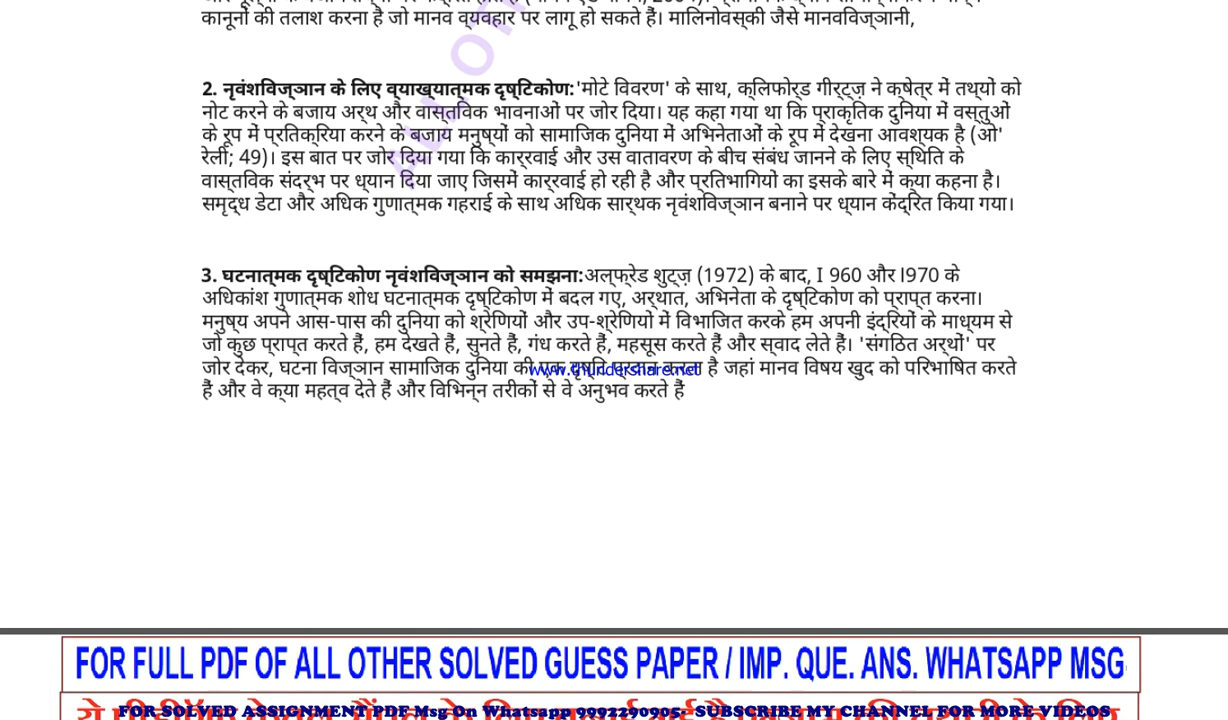 कानूनों की तलाश करना है जो मानव व्यवहार पर लागू हो सकते हैं। मालिनोवस्की जैसे मानवविज्ञानी,
2. नृवंशविज्ञान के लिए व्याख्यात्मक दृष्टिकोण:'मोटे विवरण' के साथ, क्लिफोर्ड गीर्ट्ज़ ने क्षेत्र में तथ्यों को
नोट करने के बजाय अर्थ और वास्तविक भावनाओं पर जोर दिया। यह कहा गया था कि प्राकृतिक दुनिया में वस्तुओं
के रूप में प्रतिक्रिया करने के बजाय मनुष्यों को सामाजिक दुनिया में अभिनेताओं के रूप में देखना आवश्यक है (ओ'
रेली; 49)। इस बात पर जोर दिया गया कि कार्रवाई और उस वातावरण के बीच संबंध जानने के लिए स्थिति के
वास्तविक संदर्भ पर ध्यान दिया जाए जिसमें कार्रवाई हो रही है और प्रतिभागियों का इसके बारे में क्या कहना है।
समृद्ध डेटा और अधिक गुणात्मक गहराई के साथ अधिक सार्थक नृवंशविज्ञान बनाने पर ध्यान केंद्रित किया गया।
3. घटनात्मक दृष्टिकोण नृवंशविज्ञान को समझना:अल्फ्रेड शुट्ज़ (1972) के बाद, I 960 और l970 के
अधिकांश गुणात्मक शोध घटनात्मक दृष्टिकोण में बदल गए, अर्थात, अभिनेता के दृष्टिकोण को प्राप्त करना।
मनुष्य अपने आस-पास की दुनिया को श्रेणियों और उप-श्रेणियों में विभाजित करके हम अपनी इंद्रियों के माध्यम से
जो कुछ प्राप्त करते हैं, हम देखते हैं, सुनते हैं, गंध करते हैं, महसूस करते हैं और स्वाद लेते हैं। 'संगठित अर्थों' पर
जोर देकर, घटना विज्ञान सामाजिक दुनिया की एक दृष्टि प्रदान करता है जहां मानव विषय खुद को परिभाषित करते
www.thundershare.net
हैं और वे क्या महत्व देते हैं और विभिन्न तरीकों से वे अनुभव करते हैं
FOR FULL PDF OF ALL OTHER SOLVED GUESS PAPER / IMP. QUE. ANS. WHATSAPP MSG
FOR SOLVED ASSIGNMENT PDF Msg On Whatsapp 9992290905- SUBSCRIBE MY CHANNEL FOR MORE VIDEOS